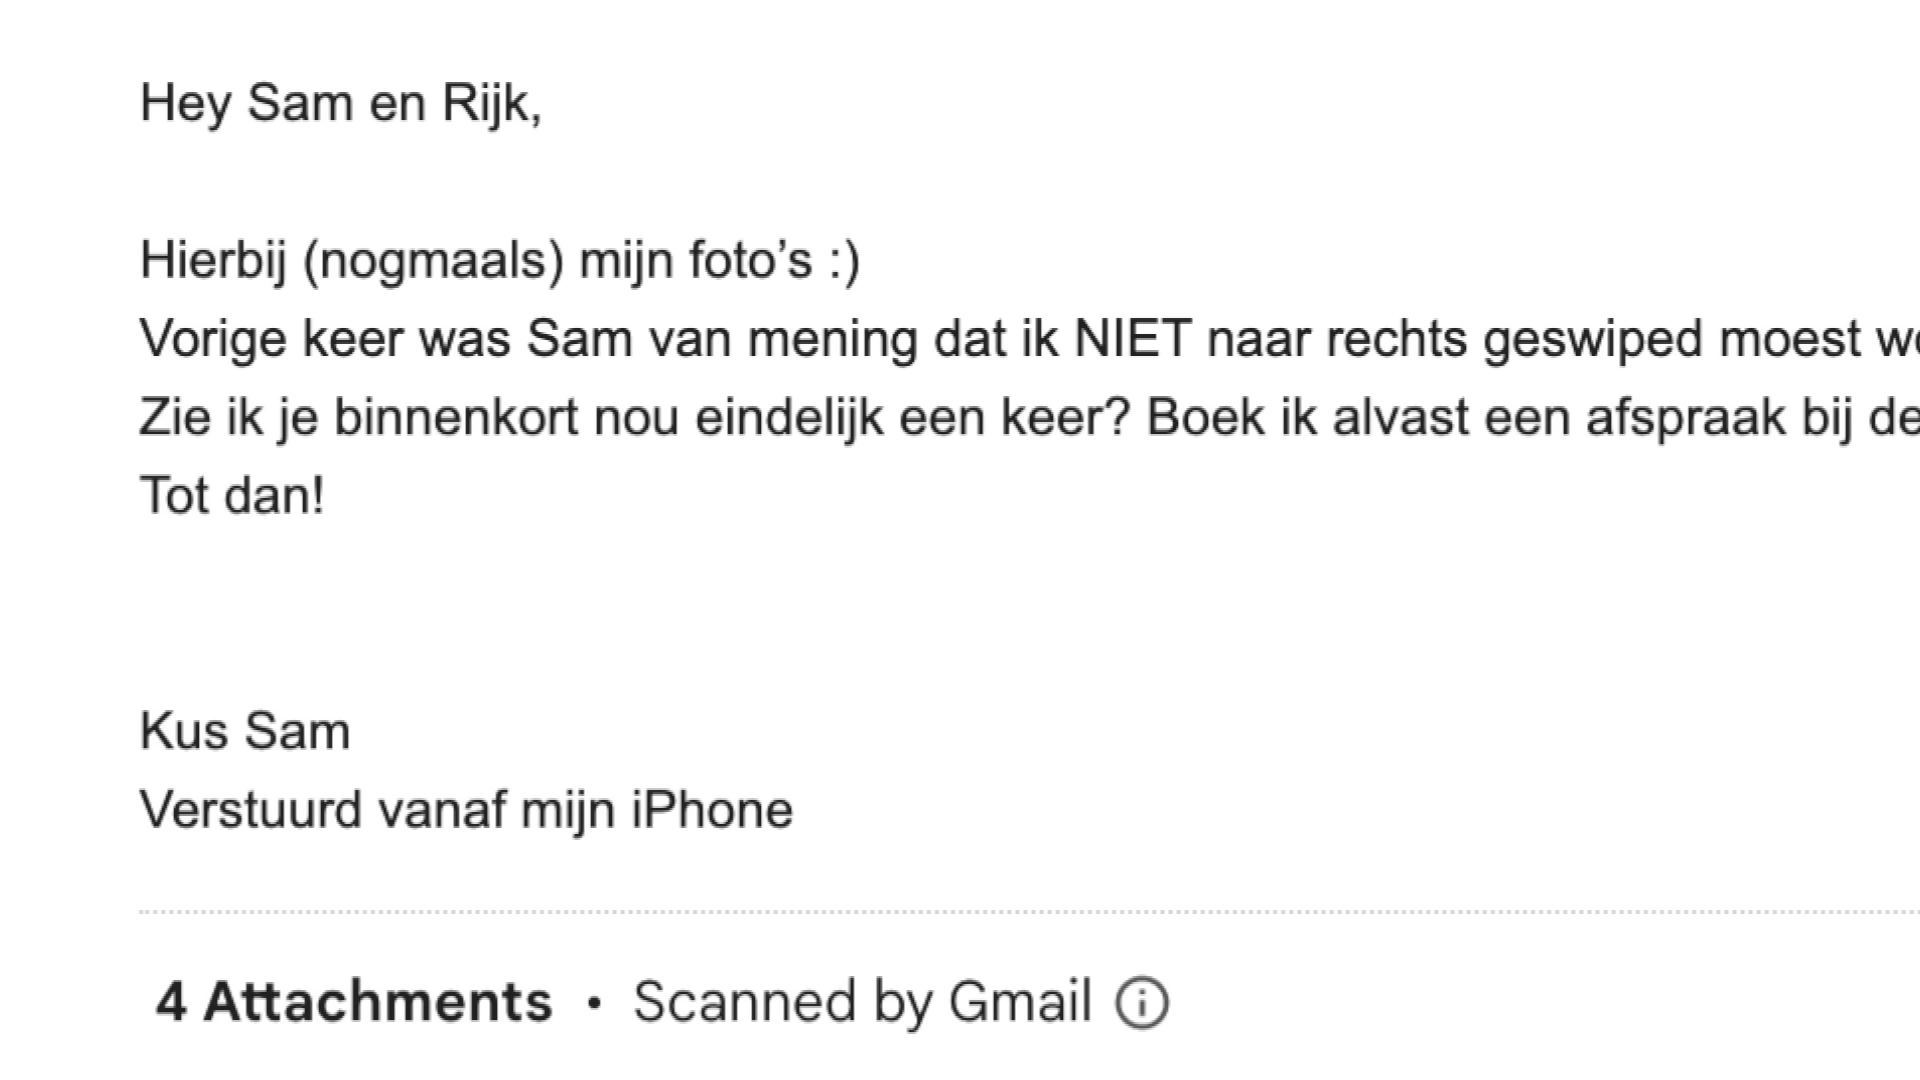 Hey Sam en Rijk,
Hierbij (nogmaals) mijn foto’s :)
Vorige keer was Sam van mening dat ik NIET naar rechts geswiped moest
Zie ik je binnenkort nou eindelijk een keer? Boek ik alvast een afspraak bij
Tot dan!
Kus Sam
Verstuurd vanaf mijn iPhone
4 Attachments • Scanned by Gmail